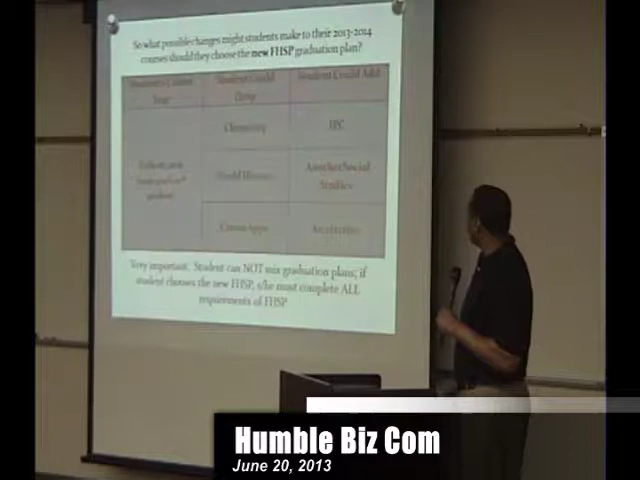 So what possible changes might students make to their 2013-2014
courses should they choose the new FHSP graduation plan?
Student Could
Drop
Student Could Add
Chemistry
IPC
World History
Another Social
Studies
An elective
Very important. Student can NOT mix graduation plans; if
student chooses the new FHSP, s/he must complete ALL
requirements of FHSP
Humble Biz Com
June 20, 2013